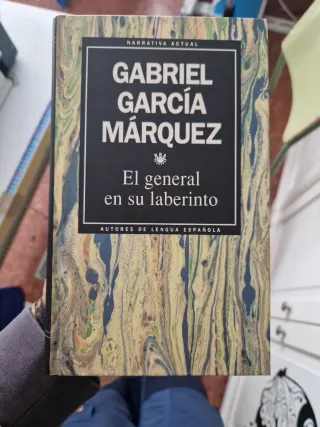 NARRATIVA ACTUAL
GABRIEL
GARCÍA
MÁRQUEZ
El general
en su laberinto
AUTORES DE LENGUA ESPAÑOLA